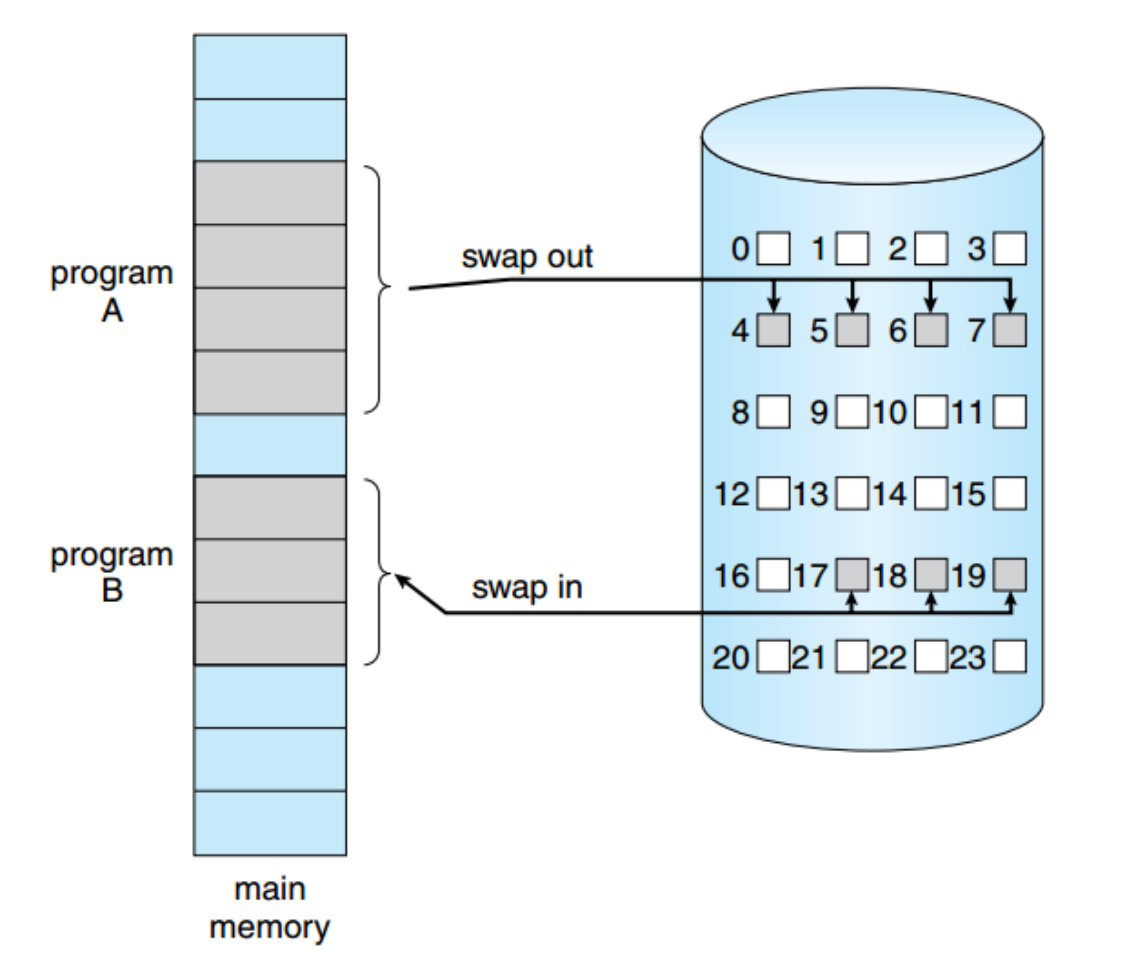 swap out
0 1 2 3
program
A
4 5 6 7
8 9 10 11
12 13 14 15
program
B
swap in
16 17 18 19
20 21 22 23
main
memory